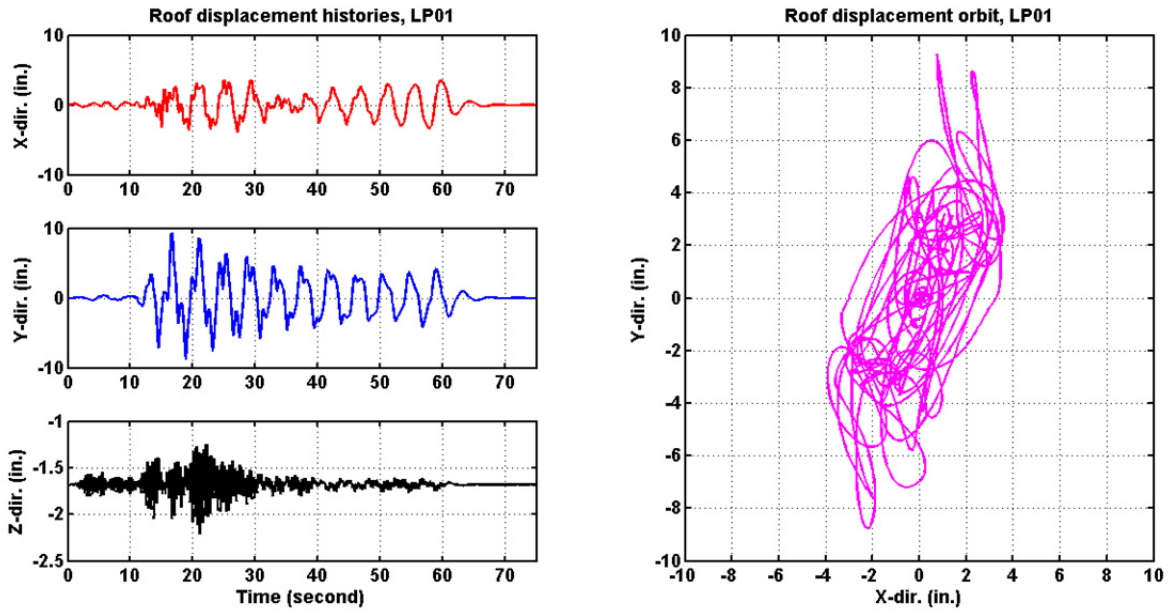 Roof displacement histories, LP01
10
0
-10
X-dir. (in.)
0 10 20 30 40 50 60 70
10
0
-10
Y-dir. (in.)
0 10 20 30 40 50 60 70
-1
-1.5
-2
-2.5
Z-dir. (in.)
0 10 20 30 40 50 60 70
Time (second)
Roof displacement orbit, LP01
10
8
6
4
2
0
-2
-4
-6
-8
-10
Y-dir. (in.)
-10 -8 -6 -4 -2 0 2 4 6 8 10
X-dir. (in.)